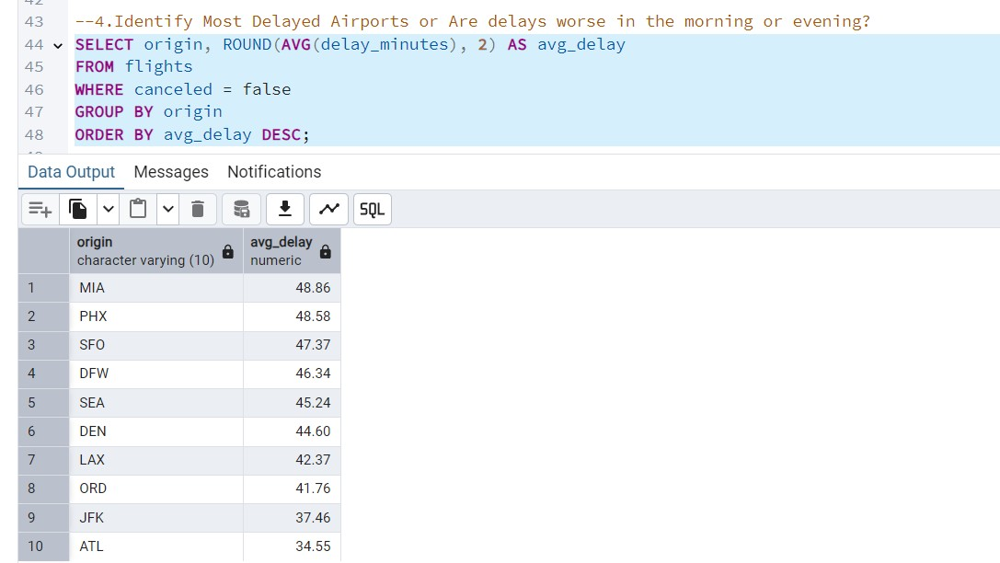 42
43 --4.Identify Most Delayed Airports or Are delays worse in the morning or evening?
44 SELECT origin, ROUND(AVG(delay_minutes), 2) AS avg_delay
45 FROM flights
46 WHERE canceled = false
47 GROUP BY origin
48 ORDER BY avg_delay DESC;
Data Output Messages Notifications
SQL
origin avg_delay
character varying (10) numeric
1 MIA 48.86
2 PHX 48.58
3 SFO 47.37
4 DFW 46.34
5 SEA 45.24
6 DEN 44.60
7 LAX 42.37
8 ORD 41.76
9 JFK 37.46
10 ATL 34.55